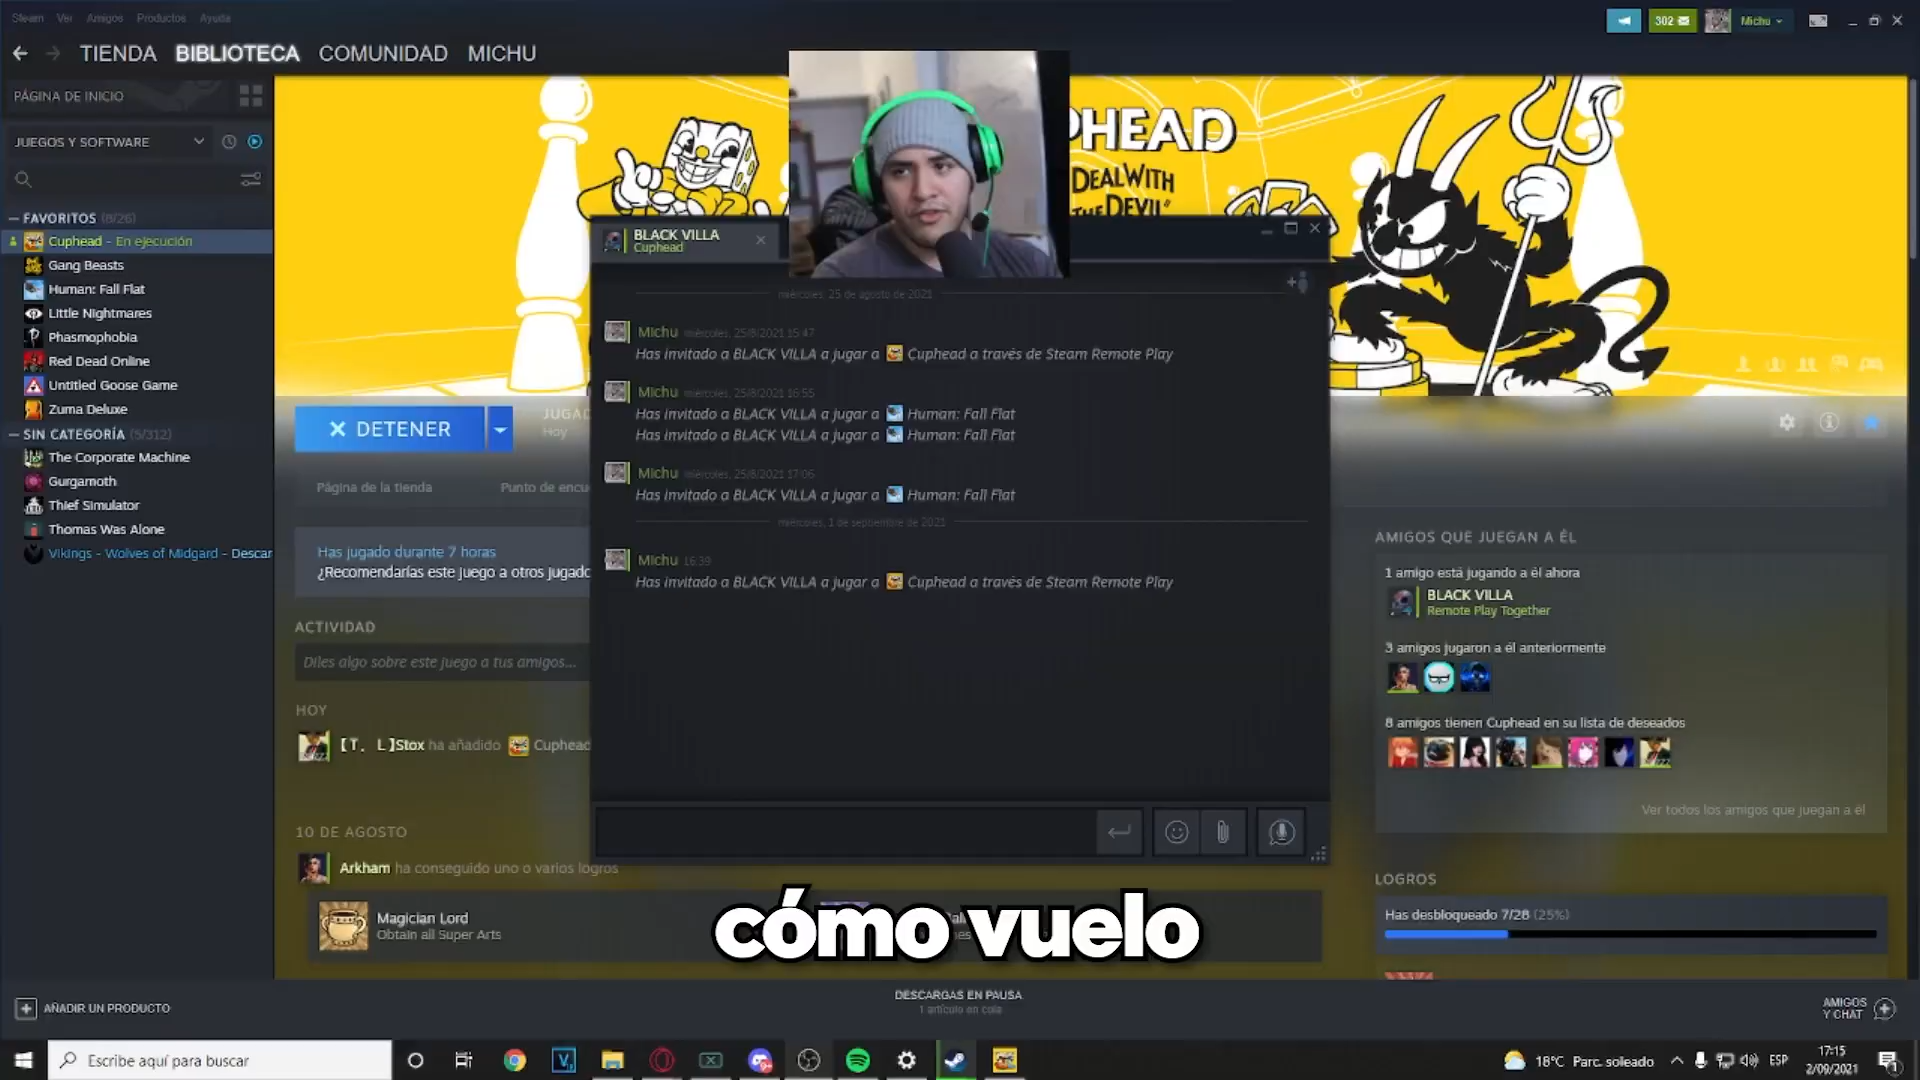 Steam Ver Amigos Productos Ayuda
302
Michu
TIENDA BIBLIOTECA COMUNIDAD MICHU
PÁGINA DE INICIO
JUEGOS Y SOFTWARE
FAVORITOS (8/26)
Cuphead - En ejecución
Gang Beasts
Human: Fall Flat
Little Nightmares
Phasmophobia
Red Dead Online
Untitled Goose Game
Zuma Deluxe
SIN CATEGORÍA (5/312)
The Corporate Machine
Gurgamoth
Thief Simulator
Thomas Was Alone
Vikings - Wolves of Midgard - Descar
PHEAD
DEAL WITH
THE DEVIL"
DETENER
JUGA
Hoy
Página de la tienda
Punto de encu
Has jugado durante 7 horas
¿Recomendarías este juego a otros jugado
ACTIVIDAD
Diles algo sobre este juego a tus amigos...
HOY
[T. L]Stox ha añadido Cuphead
10 DE AGOSTO
Arkham ha conseguido uno o varios logros
Magician Lord
Obtain all Super Arts
BLACK VILLA
Cuphead
miércoles, 25 de agosto de 2021
Michu miércoles, 25/8/2021 15:47
Has invitado a BLACK VILLA a jugar a Cuphead a través de Steam Remote Play
Michu miércoles, 25/8/2021 16:55
Has invitado a BLACK VILLA a jugar a Human: Fall Flat
Has invitado a BLACK VILLA a jugar a Human: Fall Flat
Michu miércoles, 25/8/2021 17:06
Has invitado a BLACK VILLA a jugar a Human: Fall Flat
miércoles, 1 de septiembre de 2021
Michu 16:39
Has invitado a BLACK VILLA a jugar a Cuphead a través de Steam Remote Play
AMIGOS QUE JUEGAN A ÉL
1 amigo está jugando a él ahora
BLACK VILLA
Remote Play Together
3 amigos jugaron a él anteriormente
8 amigos tienen Cuphead en su lista de deseados
Ver todos los amigos que juegan a él
LOGROS
Has desbloqueado 7/28 (25%)
cómo vuelo
AÑADIR UN PRODUCTO
DESCARGAS EN PAUSA
1 artículo en cola
AMIGOS
Y CHAT
Escribe aquí para buscar
18°C Parc. soleado
ESP
17:15
2/09/2021